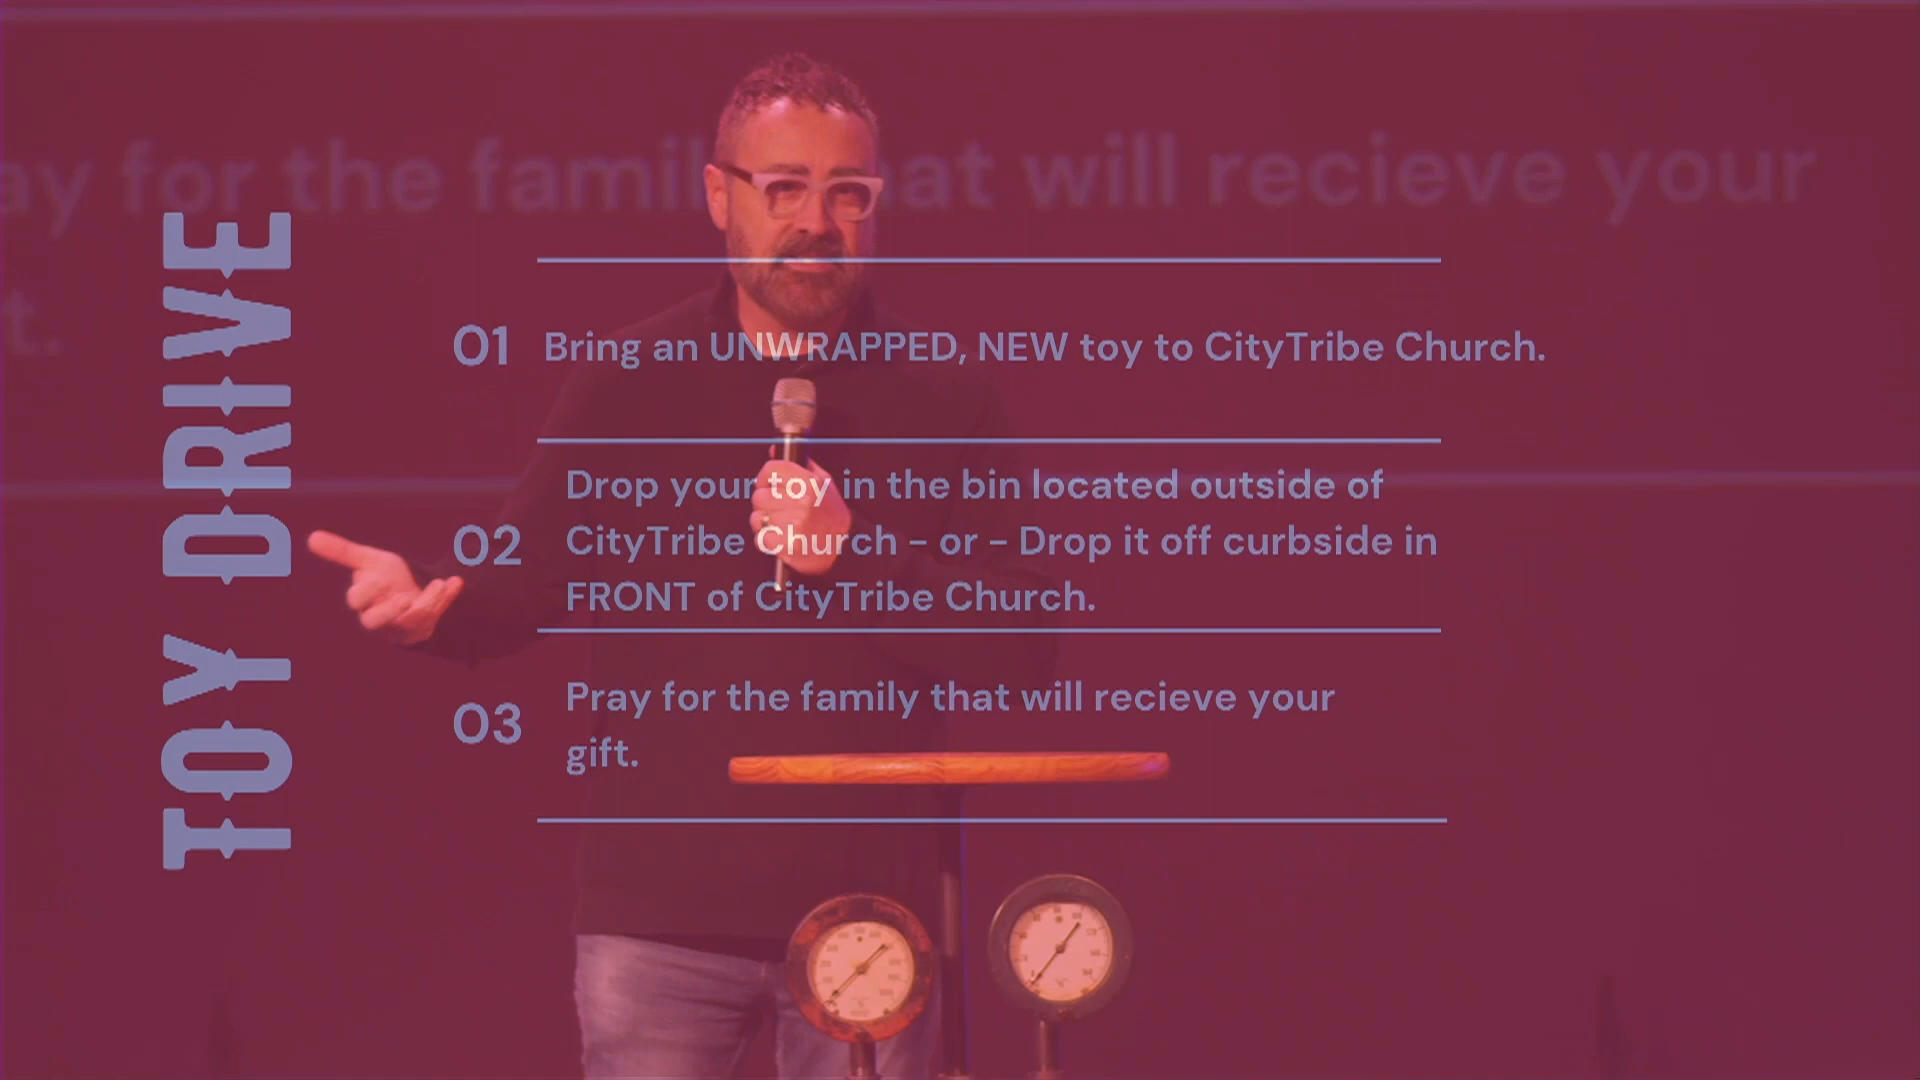 ay for the famil hat will recieve your
t.
TOY DRIVE
01 Bring an UNWRAPPED, NEW toy to CityTribe Church.
02 Drop your toy in the bin located outside of
CityTribe Church - or - Drop it off curbside in
FRONT of CityTribe Church.
03 Pray for the family that will recieve your
gift.